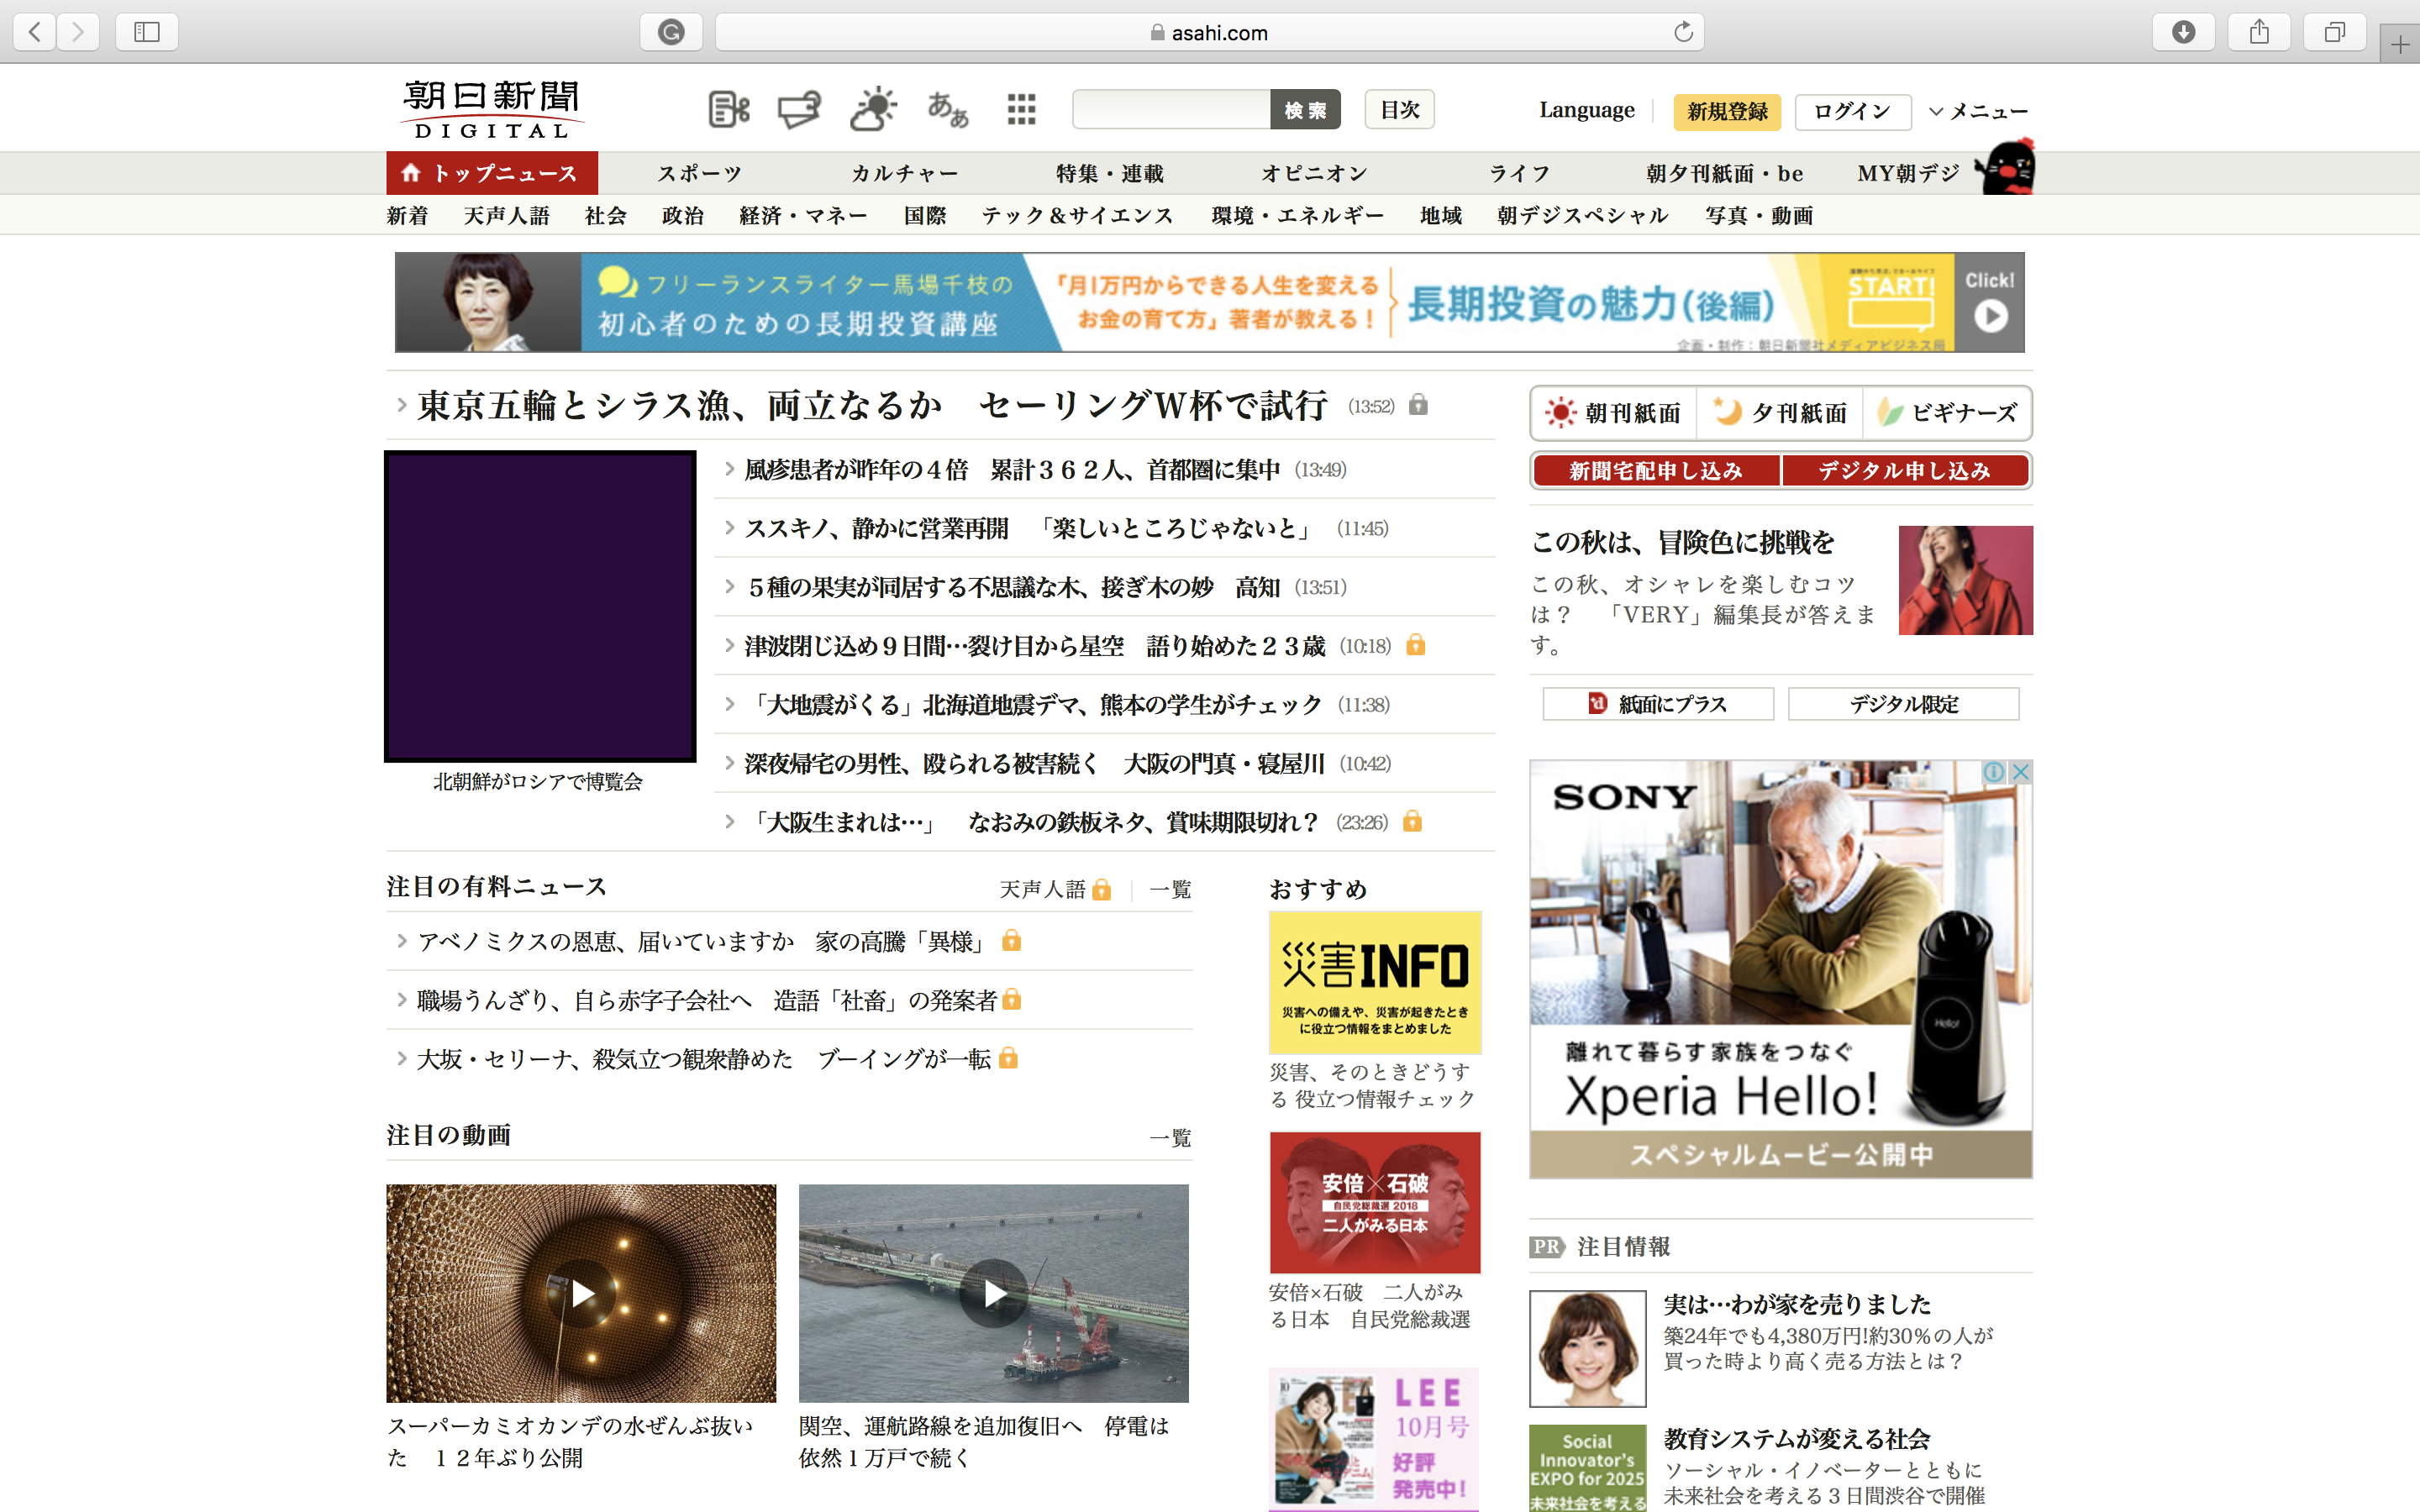 asahi.com
朝日新聞
DIGITAL
ああ
検索
目次
Language
新規登録
ログイン
メニュー
トップニュース
スポーツ
カルチャー
特集・連載
オピニオン
ライフ
朝夕刊紙面・be
MY朝デジ
新着
天声人語
社会
政治
経済・マネー
国際
テック＆サイエンス
環境・エネルギー
地域
朝デジスペシャル
写真・動画
フリーランスライター馬場千枝の
初心者のための長期投資講座
「月1万円からできる人生を変える
お金の育て方」著者が教える！
長期投資の魅力(後編)
START!
Click!
企画・制作：朝日新聞社メディアビジネス局
東京五輪とシラス漁、両立なるか　セーリングW杯で試行 (13:52)
風疹患者が昨年の４倍　累計３６２人、首都圏に集中 (13:49)
ススキノ、静かに営業再開　「楽しいところじゃないと」 (11:45)
５種の果実が同居する不思議な木、接ぎ木の妙　高知 (13:51)
津波閉じ込め９日間…裂け目から星空　語り始めた２３歳 (10:18)
「大地震がくる」北海道地震デマ、熊本の学生がチェック (11:38)
深夜帰宅の男性、殴られる被害続く　大阪の門真・寝屋川 (10:42)
「大阪生まれは…」　なおみの鉄板ネタ、賞味期限切れ？ (23:26)
北朝鮮がロシアで博覧会
注目の有料ニュース
天声人語
一覧
アベノミクスの恩恵、届いていますか　家の高騰「異様」
職場うんざり、自ら赤字子会社へ　造語「社畜」の発案者
大坂・セリーナ、殺気立つ観衆静めた　ブーイングが一転
注目の動画
一覧
スーパーカミオカンデの水ぜんぶ抜い
た　１２年ぶり公開
関空、運航路線を追加復旧へ　停電は
依然１万戸で続く
おすすめ
災害INFO
災害への備えや、災害が起きたとき
に役立つ情報をまとめました
災害、そのときどうす
る 役立つ情報チェック
安倍×石破
自民党総裁選 2018
二人がみる日本
安倍×石破　二人がみ
る日本　自民党総裁選
LEE
10月号
好評
発売中！
朝刊紙面
夕刊紙面
ビギナーズ
新聞宅配申し込み
デジタル申し込み
この秋は、冒険色に挑戦を
この秋、オシャレを楽しむコツ
は？　「VERY」編集長が答えま
す。
紙面にプラス
デジタル限定
SONY
Hello!
離れて暮らす家族をつなぐ
Xperia Hello!
スペシャルムービー公開中
PR
注目情報
実は…わが家を売りました
築24年でも4,380万円!約30%の人が
買った時より高く売る方法とは？
Social
Innovator's
EXPO for 2025
未来社会を考える
教育システムが変える社会
ソーシャル・イノベーターとともに
未来社会を考える３日間渋谷で開催